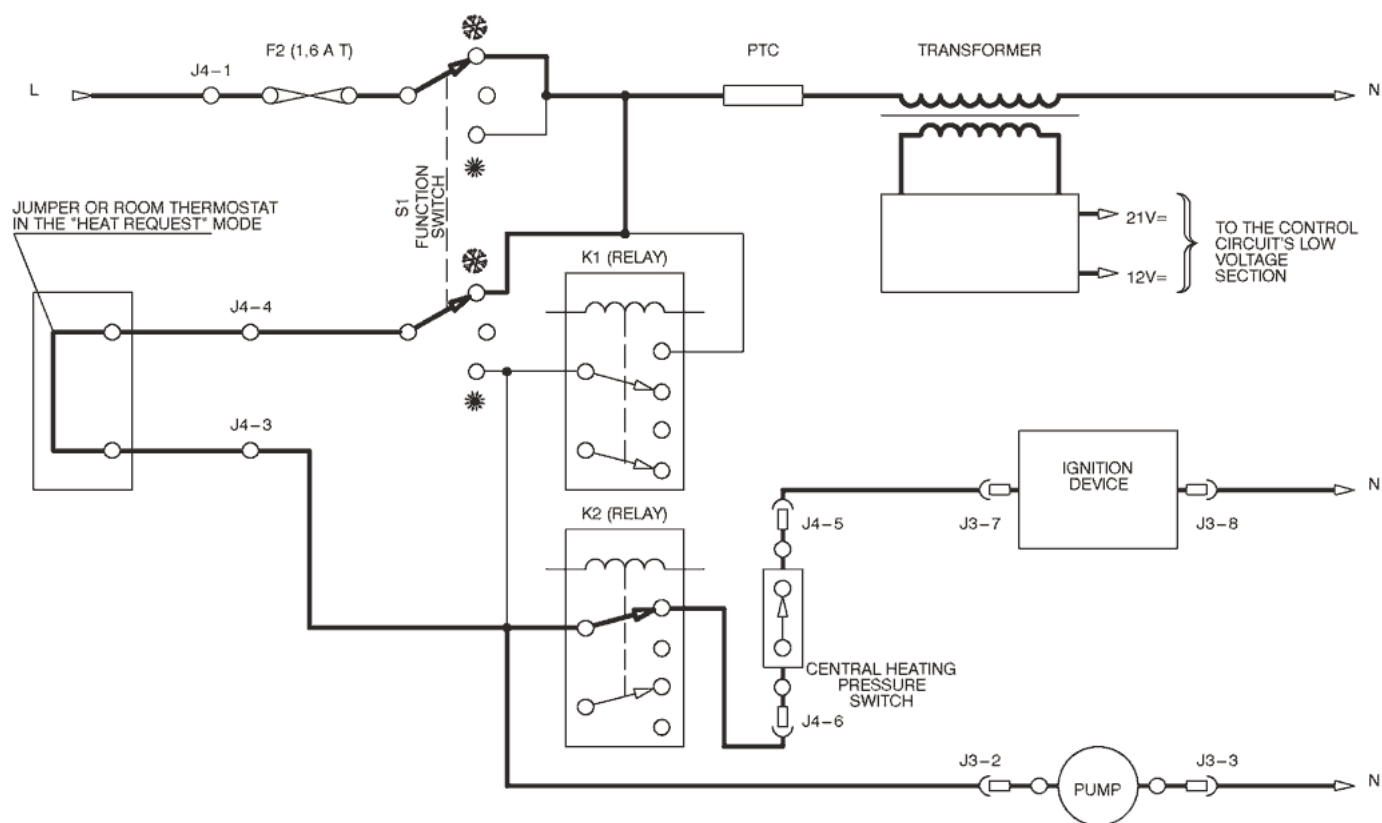 F2 (1,6 A T)
PTC
TRANSFORMER
J4-1
L
N
S1
FUNCTION
SWITCH
JUMPER OR ROOM THERMOSTAT
IN THE "HEAT REQUEST" MODE
21V=
12V=
TO THE CONTROL
CIRCUIT'S LOW
VOLTAGE
SECTION
K1 (RELAY)
J4-4
J4-3
K2 (RELAY)
IGNITION
DEVICE
J4-5
J3-7
J3-8
N
CENTRAL HEATING
PRESSURE
SWITCH
J4-6
J3-2
PUMP
J3-3
N